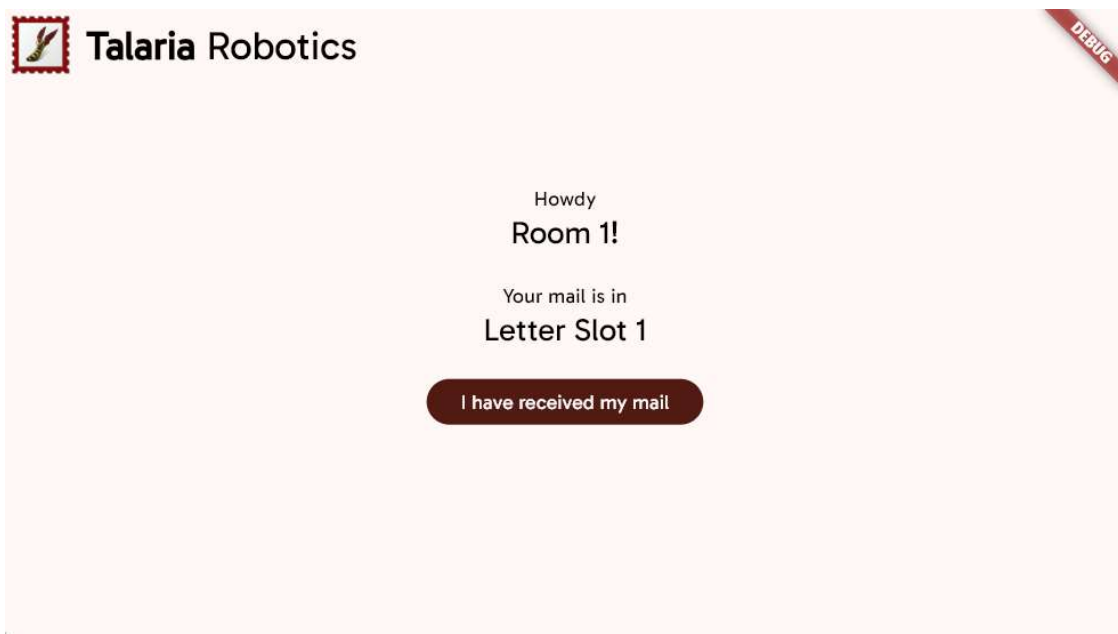 Talaria Robotics
DEBUG
Howdy
Room 1!
Your mail is in
Letter Slot 1
I have received my mail